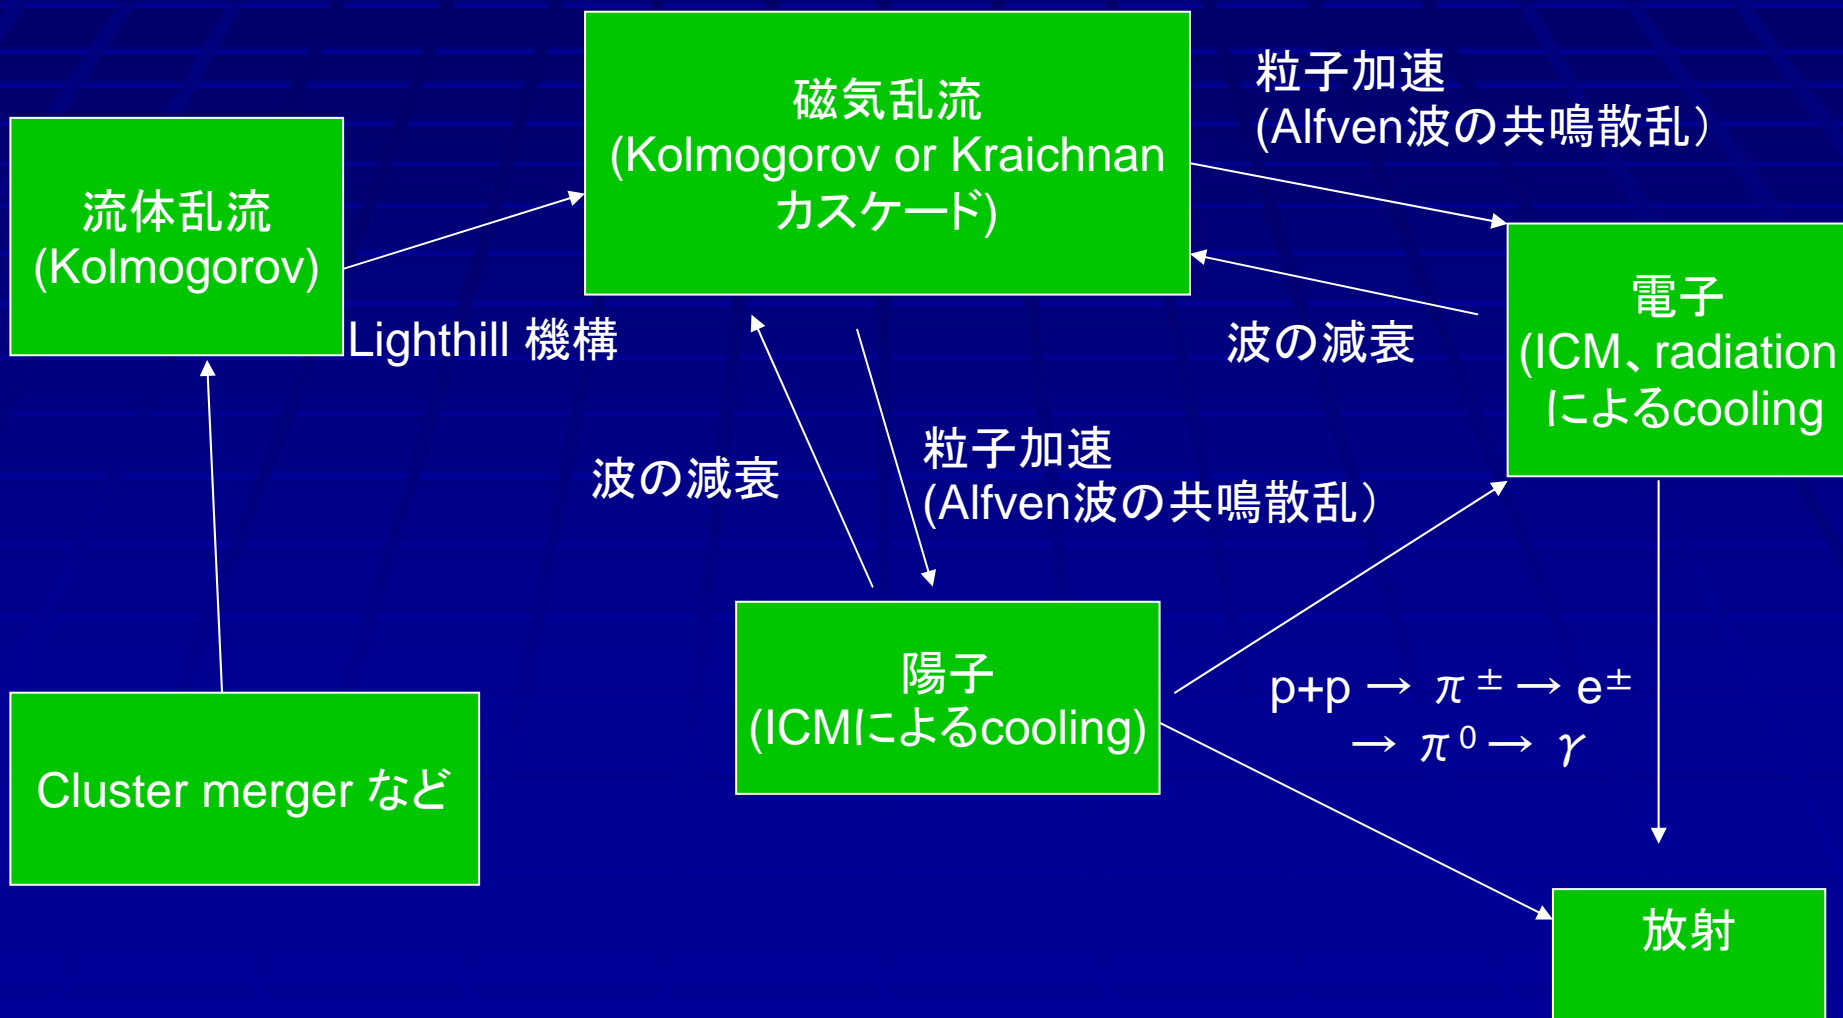 磁気乱流
(Kolmogorov or Kraichnan
カスケード)
粒子加速
(Alfven波の共鳴散乱）
流体乱流
(Kolmogorov)
電子
(ICM、radiation
によるcooling
Lighthill 機構
波の減衰
波の減衰
粒子加速
(Alfven波の共鳴散乱）
陽子
(ICMによるcooling)
p+p → π ± → e±
→ π 0 → γ
Cluster merger など
放射